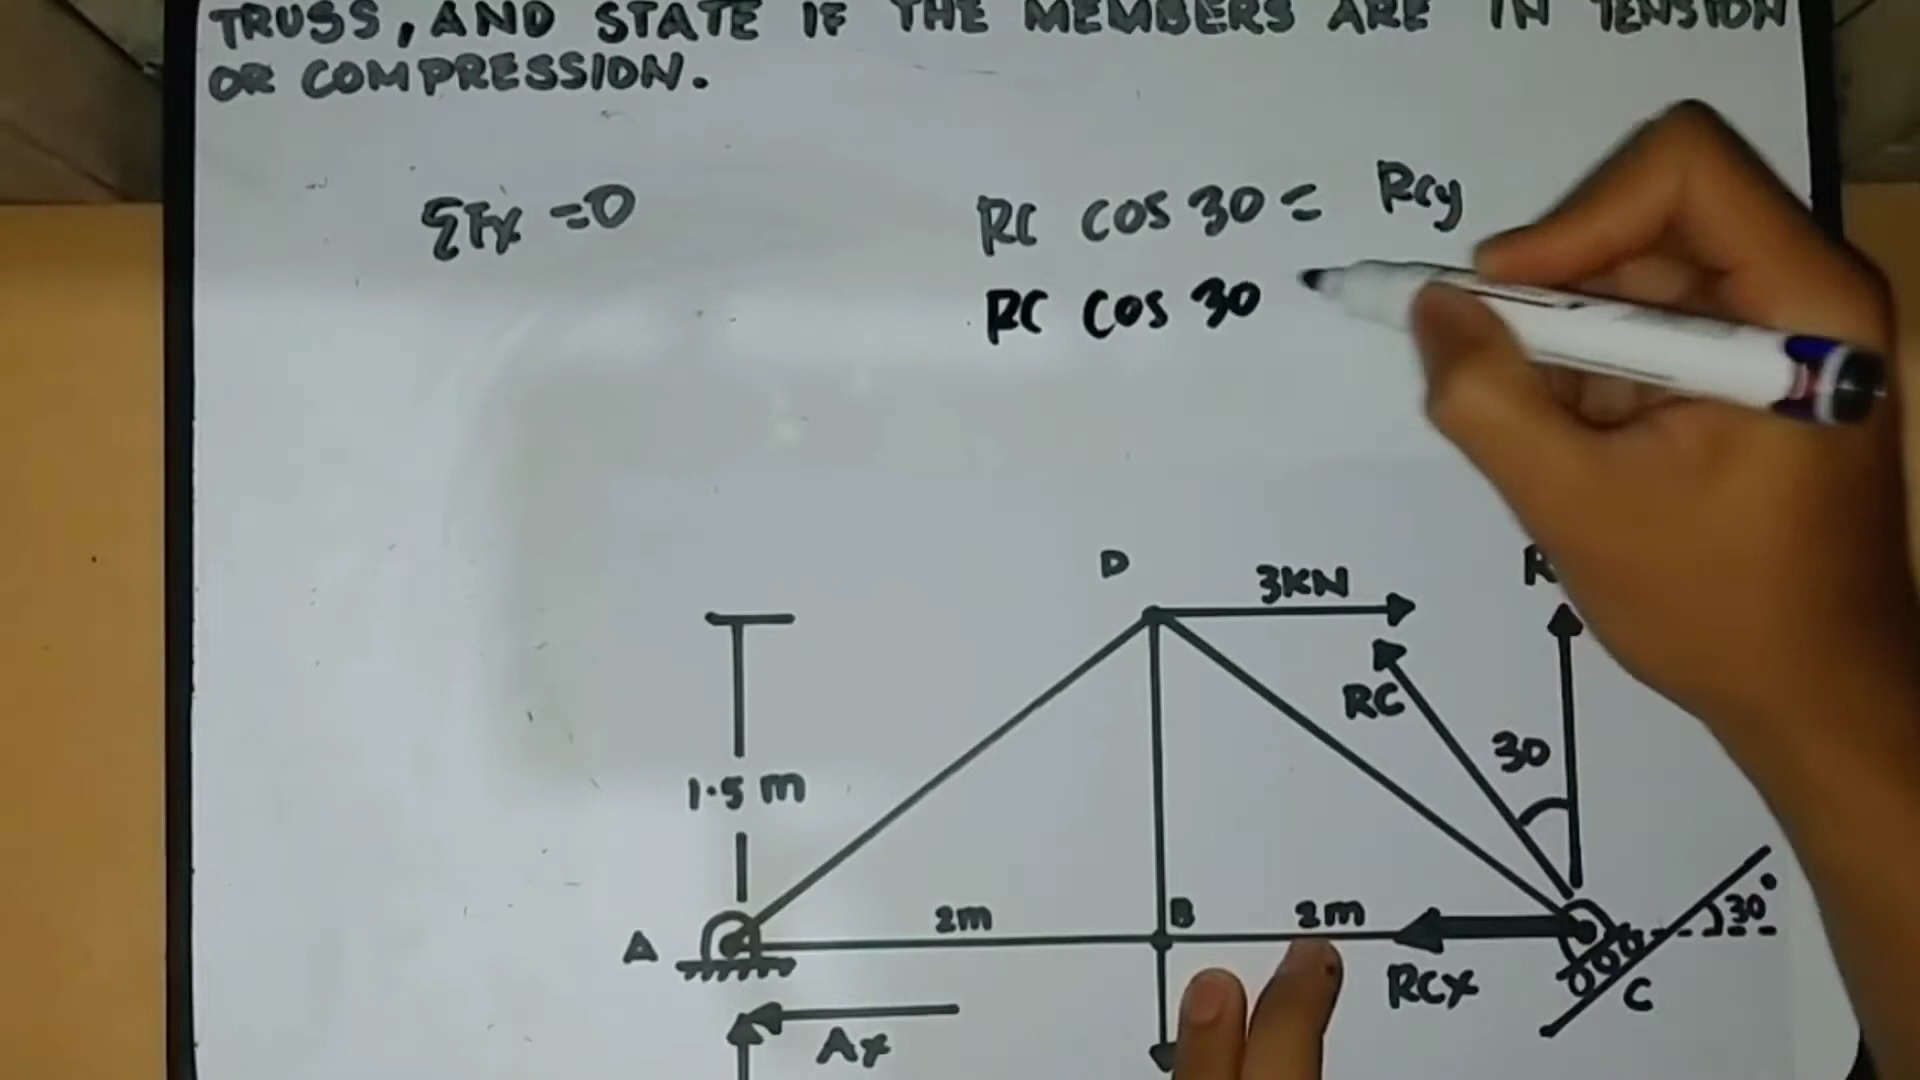 TRUSS, AND STATE IF THE MEMBERS ARE IN TENSION
OR COMPRESSION.
ΣFx =0
RC COS 30 = RCy
RC COS 30
D
3KN
R
RC
30
1.5 m
A
2m
B
2m
30°
RCX
C
Ax